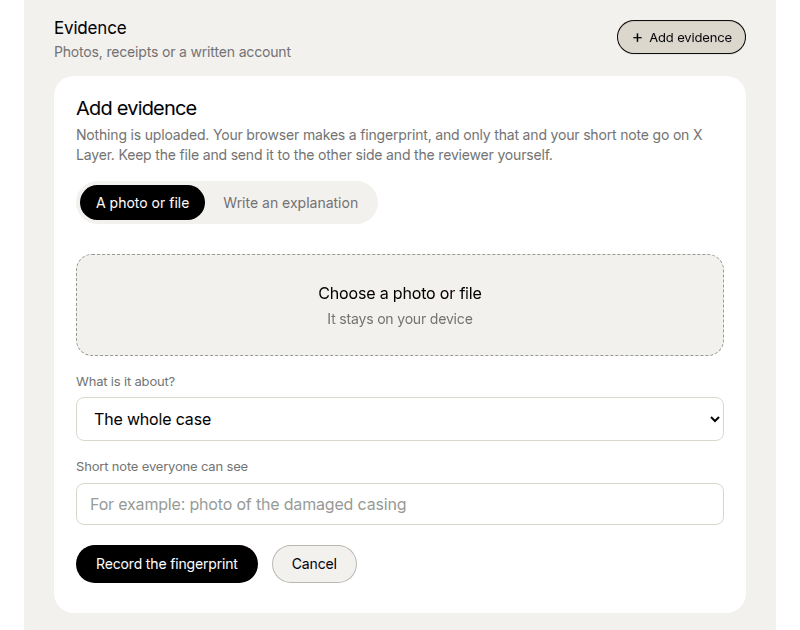 Evidence
Photos, receipts or a written account
+ Add evidence
Add evidence
Nothing is uploaded. Your browser makes a fingerprint, and only that and your short note go on X
Layer. Keep the file and send it to the other side and the reviewer yourself.
A photo or file
Write an explanation
Choose a photo or file
It stays on your device
What is it about?
The whole case
Short note everyone can see
For example: photo of the damaged casing
Record the fingerprint
Cancel